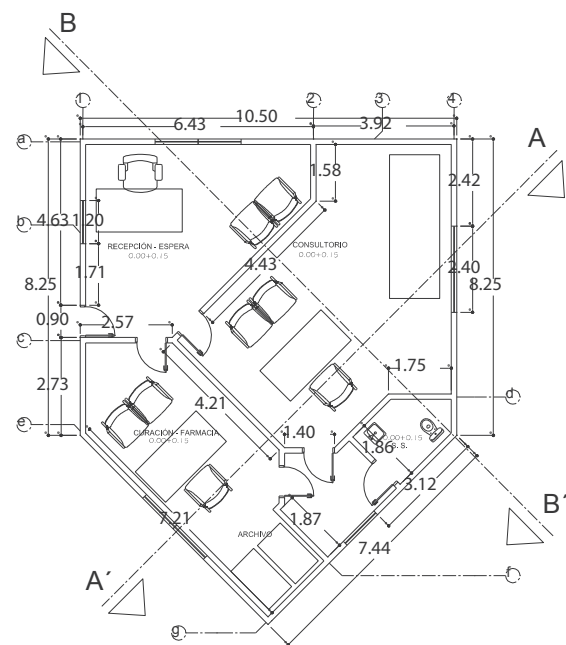 B
1
2
3
4
10.50
6.43
3.92
A
a
1.58
2.42
b
4.63
1.20
RECEPCIÓN - ESPERA
0.00+0.15
CONSULTORIO
0.00+0.15
4.43
1.71
2.40
8.25
8.25
0.90
2.57
c
2.73
1.75
d
4.21
e
CURACIÓN - FARMACIA
0.00+0.15
1.40
0.00+0.15
S. S.
1.86
3.12
7.21
1.87
B´
ARCHIVO
7.44
A´
f
g